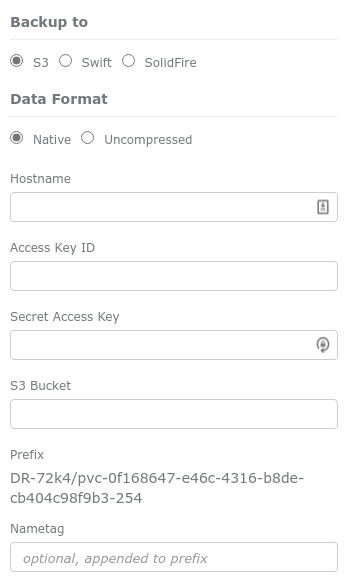 Backup to
S3 Swift SolidFire
Data Format
Native Uncompressed
Hostname
Access Key ID
Secret Access Key
S3 Bucket
Prefix
DR-72k4/pvc-0f168647-e46c-4316-b8de-
cb404c98f9b3-254
Nametag
optional, appended to prefix